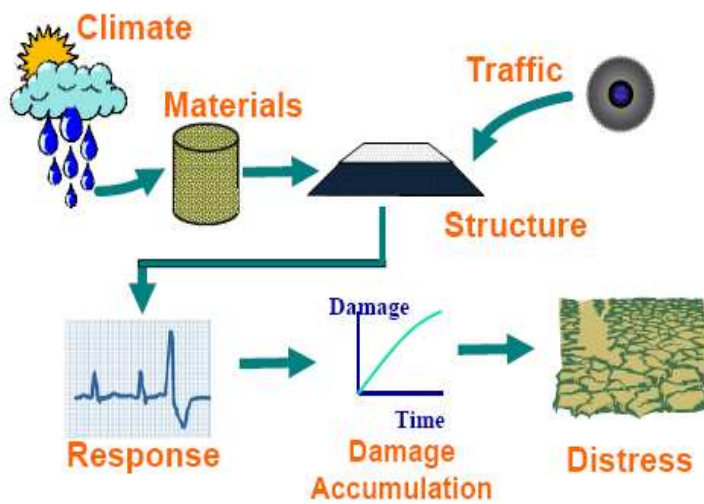 Climate
Traffic
Materials
Structure
Damage
Time
Response
Damage
Accumulation
Distress